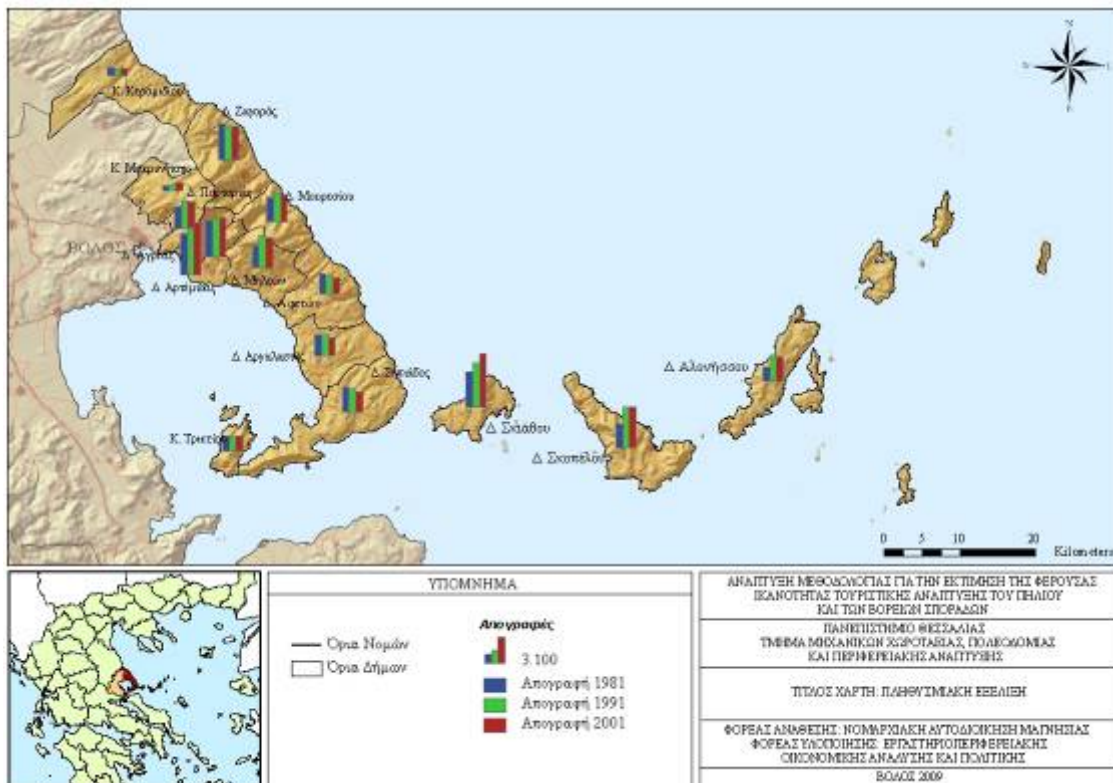 N
Κ. Κεραμιδίου
Δ. Ζαγοράς
Κ. Μακρινίτσης
Δ. Πορταριάς
Δ. Μουρεσίου
ΒΟΛΟΣ
Δ. Αγριάς
Δ. Μηλεών
Δ. Αρτέμιδας
Δ. Αφετών
Δ. Αργαλαστής
Δ. Σηπιάδος
Κ. Τρικερίου
Δ. Αλοννήσου
Δ. Σκιάθου
Δ. Σκοπέλου
0 5 10 20
Kilometers
ΥΠΟΜΝΗΜΑ
Όρια Νομών
Όρια Δήμων
Απογραφές
3.100
Απογραφή 1981
Απογραφή 1991
Απογραφή 2001
ΑΝΑΠΤΥΞΗ ΜΕΘΟΔΟΛΟΓΙΑΣ ΓΙΑ ΤΗΝ ΕΚΤΙΜΗΣΗ ΤΗΣ ΦΕΡΟΥΣΑΣ
ΙΚΑΝΟΤΗΤΑΣ ΤΟΥΡΙΣΤΙΚΗΣ ΑΝΑΠΤΥΞΗΣ ΤΟΥ ΠΗΛΙΟΥ
ΚΑΙ ΤΩΝ ΒΟΡΕΙΩΝ ΣΠΟΡΑΔΩΝ
ΠΑΝΕΠΙΣΤΗΜΙΟ ΘΕΣΣΑΛΙΑΣ
ΤΜΗΜΑ ΜΗΧΑΝΙΚΩΝ ΧΩΡΟΤΑΞΙΑΣ, ΠΟΛΕΟΔΟΜΙΑΣ
ΚΑΙ ΠΕΡΙΦΕΡΕΙΑΚΗΣ ΑΝΑΠΤΥΞΗΣ
ΤΙΤΛΟΣ ΧΑΡΤΗ: ΠΛΗΘΥΣΜΙΑΚΗ ΕΞΕΛΙΞΗ
ΦΟΡΕΑΣ ΑΝΑΘΕΣΗΣ: ΝΟΜΑΡΧΙΑΚΗ ΑΥΤΟΔΙΟΙΚΗΣΗ ΜΑΓΝΗΣΙΑΣ
ΦΟΡΕΑΣ ΥΛΟΠΟΙΗΣΗΣ: ΕΡΓΑΣΤΗΡΙΟ ΠΕΡΙΦΕΡΕΙΑΚΗΣ
ΟΙΚΟΝΟΜΙΚΗΣ ΑΝΑΛΥΣΗΣ ΚΑΙ ΠΟΛΙΤΙΚΗΣ
ΒΟΛΟΣ 2009